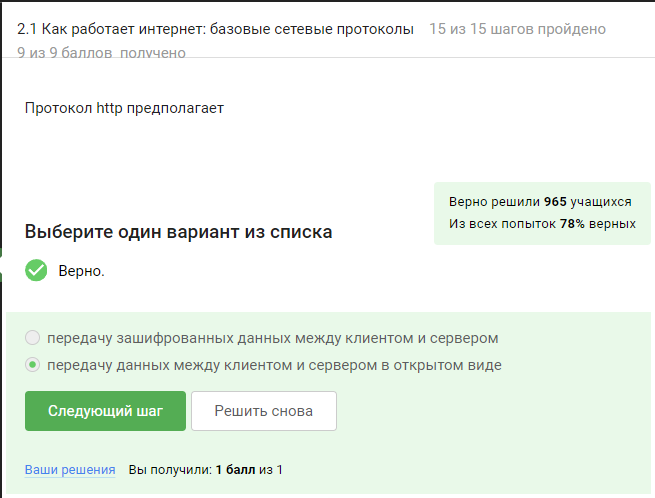 2.1 Как работает интернет: базовые сетевые протоколы 15 из 15 шагов пройдено
9 из 9 баллов получено
Протокол http предполагает
Верно решили 965 учащихся
Из всех попыток 78% верных
Выберите один вариант из списка
Верно.
передачу зашифрованных данных между клиентом и сервером
передачу данных между клиентом и сервером в открытом виде
Следующий шаг Решить снова
Ваши решения Вы получили: 1 балл из 1